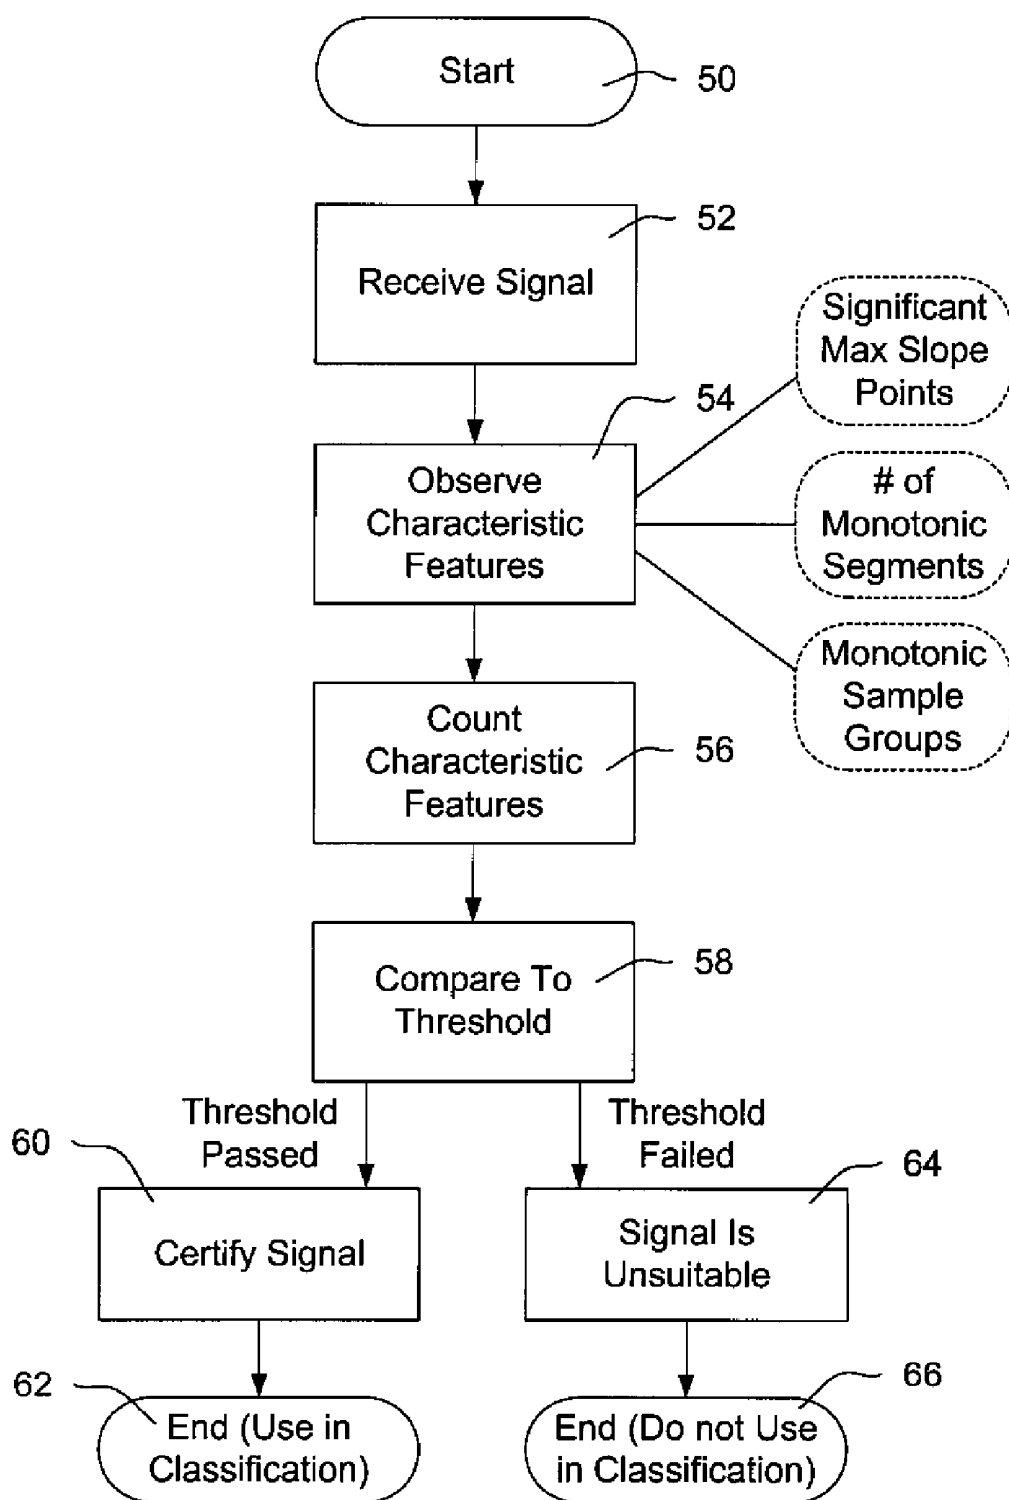 Start
50
52
Receive Signal
Significant
Max Slope
Points
54
Observe
Characteristic
Features
# of
Monotonic
Segments
Monotonic
Sample
Groups
Count
Characteristic
Features
56
Compare To
Threshold
58
Threshold
Passed
Threshold
Failed
60
Certify Signal
64
Signal Is
Unsuitable
62
End (Use in
Classification)
66
End (Do not Use
in Classification)